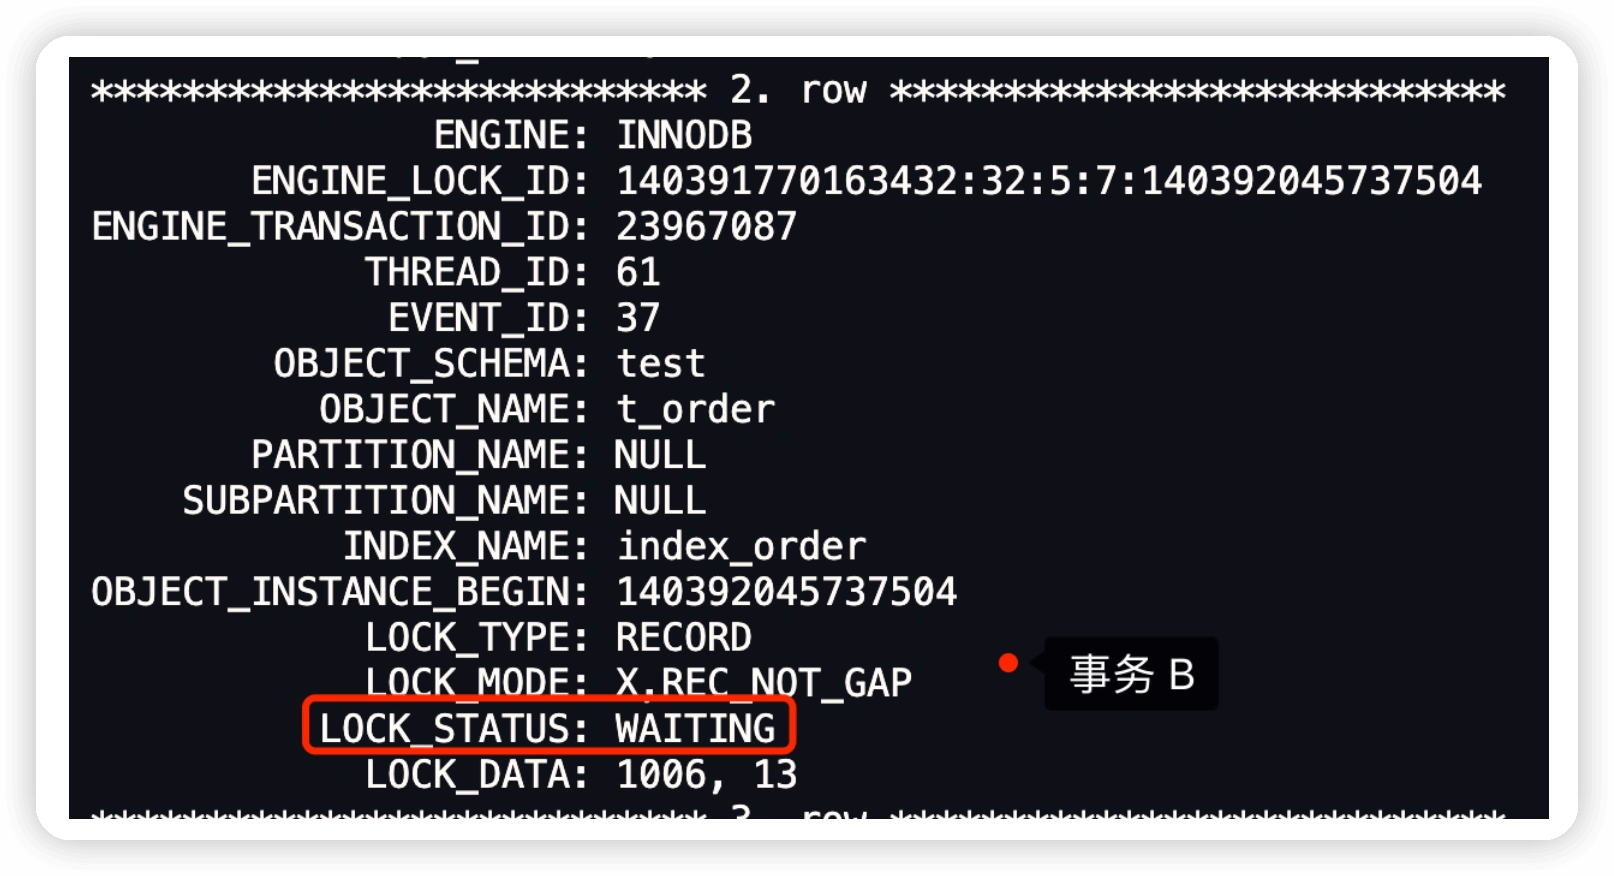 *************************** 2. row ***************************
ENGINE: INNODB
ENGINE_LOCK_ID: 140391770163432:32:5:7:140392045737504
ENGINE_TRANSACTION_ID: 23967087
THREAD_ID: 61
EVENT_ID: 37
OBJECT_SCHEMA: test
OBJECT_NAME: t_order
PARTITION_NAME: NULL
SUBPARTITION_NAME: NULL
INDEX_NAME: index_order
OBJECT_INSTANCE_BEGIN: 140392045737504
LOCK_TYPE: RECORD
LOCK_MODE: X,REC_NOT_GAP
事务 B
LOCK_STATUS: WAITING
LOCK_DATA: 1006, 13
*************************** 3. row ***************************